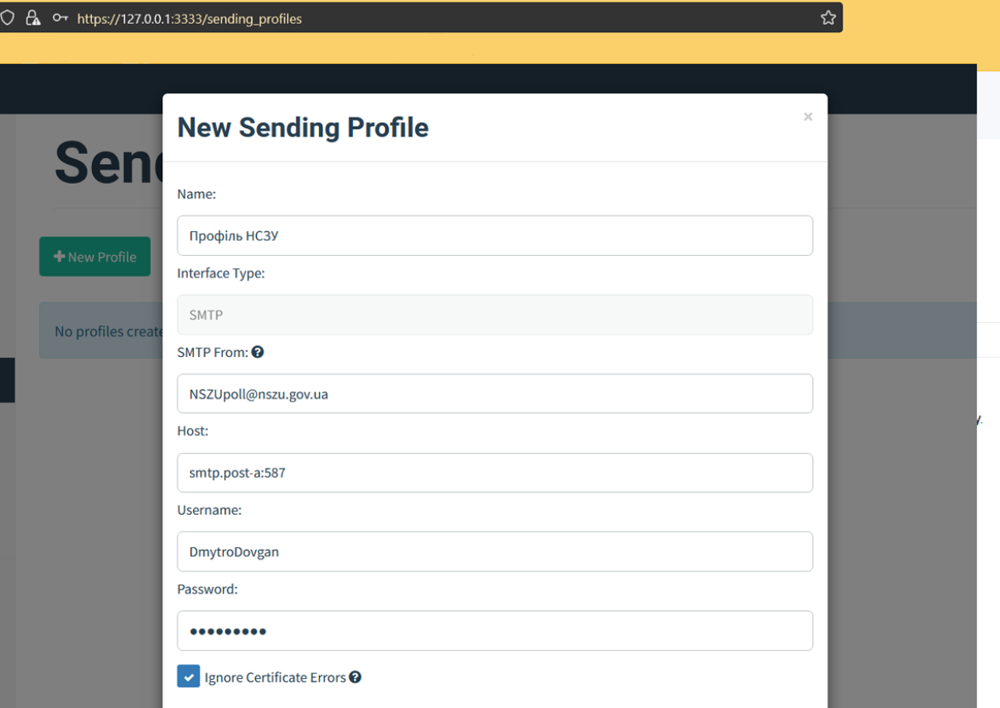 https://127.0.0.1:3333/sending_profiles
New Sending Profile
×
Send
Name:
Профіль НСЗУ
New Profile
Interface Type:
SMTP
No profiles create
SMTP From:
NSZUpoll@nszu.gov.ua
Host:
smtp.post-a:587
y.
Username:
DmytroDovgan
Password:
•••••••••
Ignore Certificate Errors